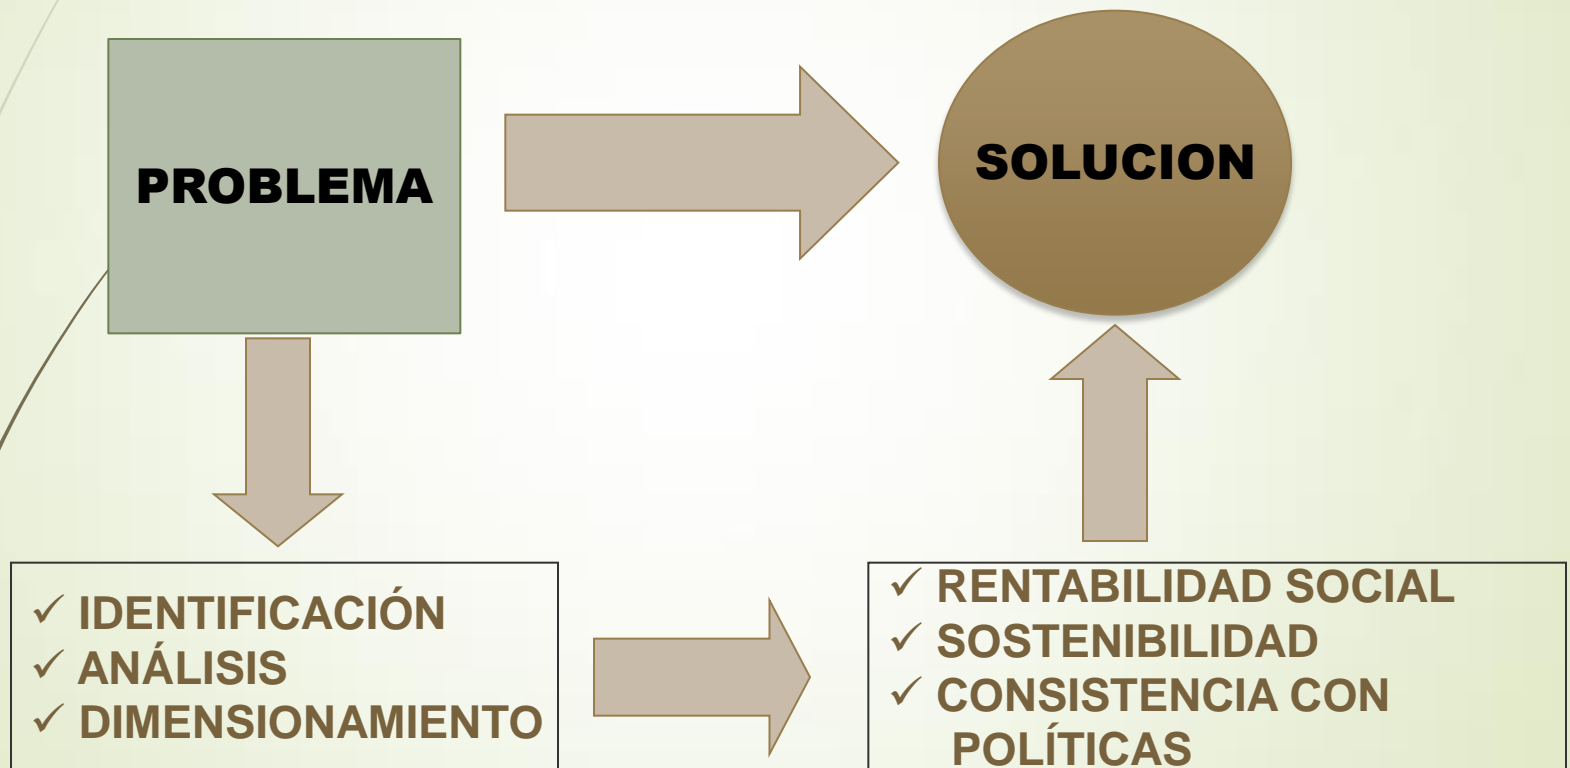 PROBLEMA
SOLUCION
✓ IDENTIFICACIÓN
✓ ANÁLISIS
✓ DIMENSIONAMIENTO
✓ RENTABILIDAD SOCIAL
✓ SOSTENIBILIDAD
✓ CONSISTENCIA CON
POLÍTICAS